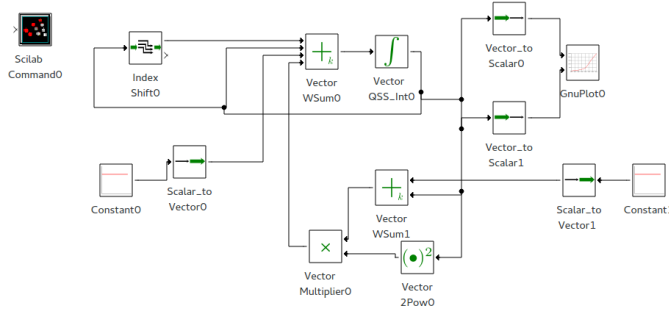 Scilab
Command0
Index
Shift0
+k
Vector
WSum0
∫
Vector
QSS_Int0
Vector_to
Scalar0
GnuPlot0
Vector_to
Scalar1
Constant0
Scalar_to
Vector0
+k
Vector
WSum1
Scalar_to
Vector1
Constant1
×
Vector
Multiplier0
(•)²
Vector
2Pow0